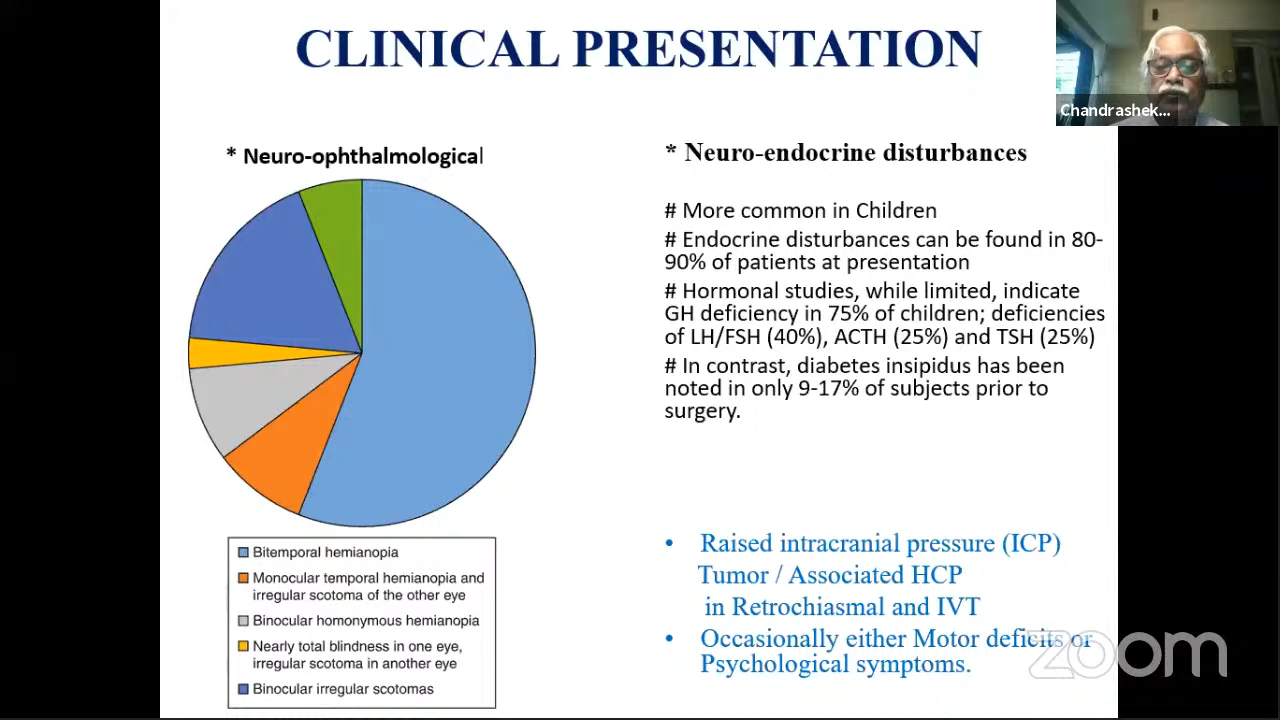 CLINICAL PRESENTATION
Chandrashek...
* Neuro-ophthalmological
Bitemporal hemianopia
Monocular temporal hemianopia and
irregular scotoma of the other eye
Binocular homonymous hemianopia
Nearly total blindness in one eye,
irregular scotoma in another eye
Binocular irregular scotomas
* Neuro-endocrine disturbances
# More common in Children
# Endocrine disturbances can be found in 80-
90% of patients at presentation
# Hormonal studies, while limited, indicate
GH deficiency in 75% of children; deficiencies
of LH/FSH (40%), ACTH (25%) and TSH (25%)
# In contrast, diabetes insipidus has been
noted in only 9-17% of subjects prior to
surgery.
• Raised intracranial pressure (ICP)
Tumor / Associated HCP
in Retrochiasmal and IVT
• Occasionally either Motor deficits or
Psychological symptoms.
zoom